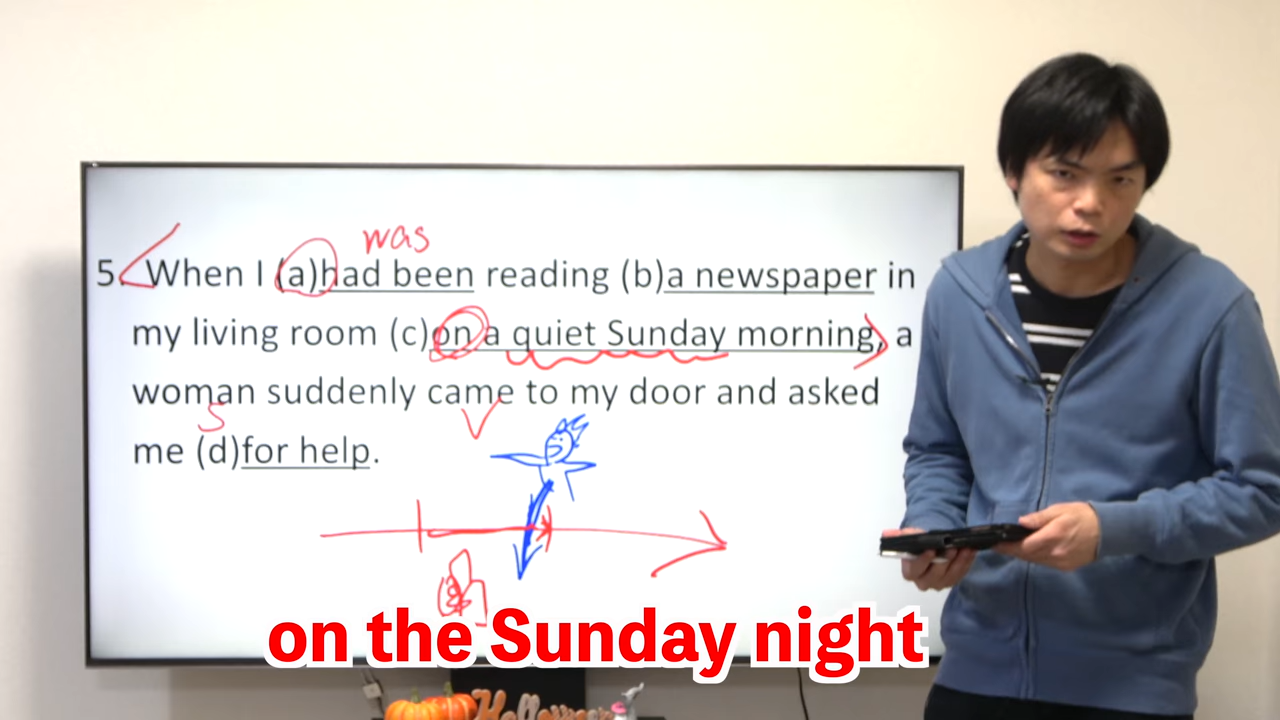 was
5. When I (a)had been reading (b)a newspaper in
my living room (c)on a quiet Sunday morning, a
woman suddenly came to my door and asked
S
V
me (d)for help.
on the Sunday night
Halloween